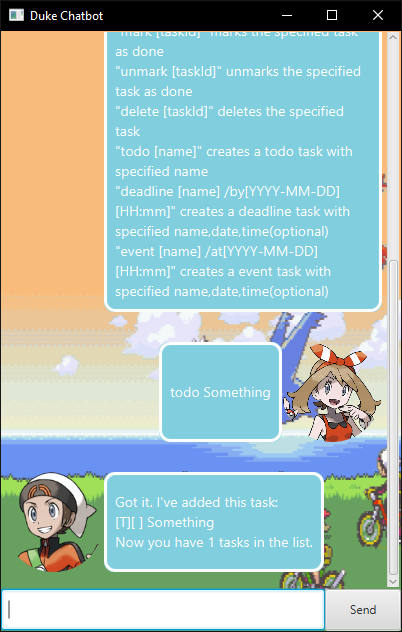 Duke Chatbot
"mark [taskId]" marks the specified task
as done
"unmark [taskId]" unmarks the specified
task as done
"delete [taskId]" deletes the specified
task
"todo [name]" creates a todo task with
specified name
"deadline [name] /by[YYYY-MM-DD]
[HH:mm]" creates a deadline task with
specified name,date,time(optional)
"event [name] /at[YYYY-MM-DD]
[HH:mm]" creates a event task with
specified name,date,time(optional)
todo Something
Got it. I've added this task:
[T][ ] Something
Now you have 1 tasks in the list.
Send